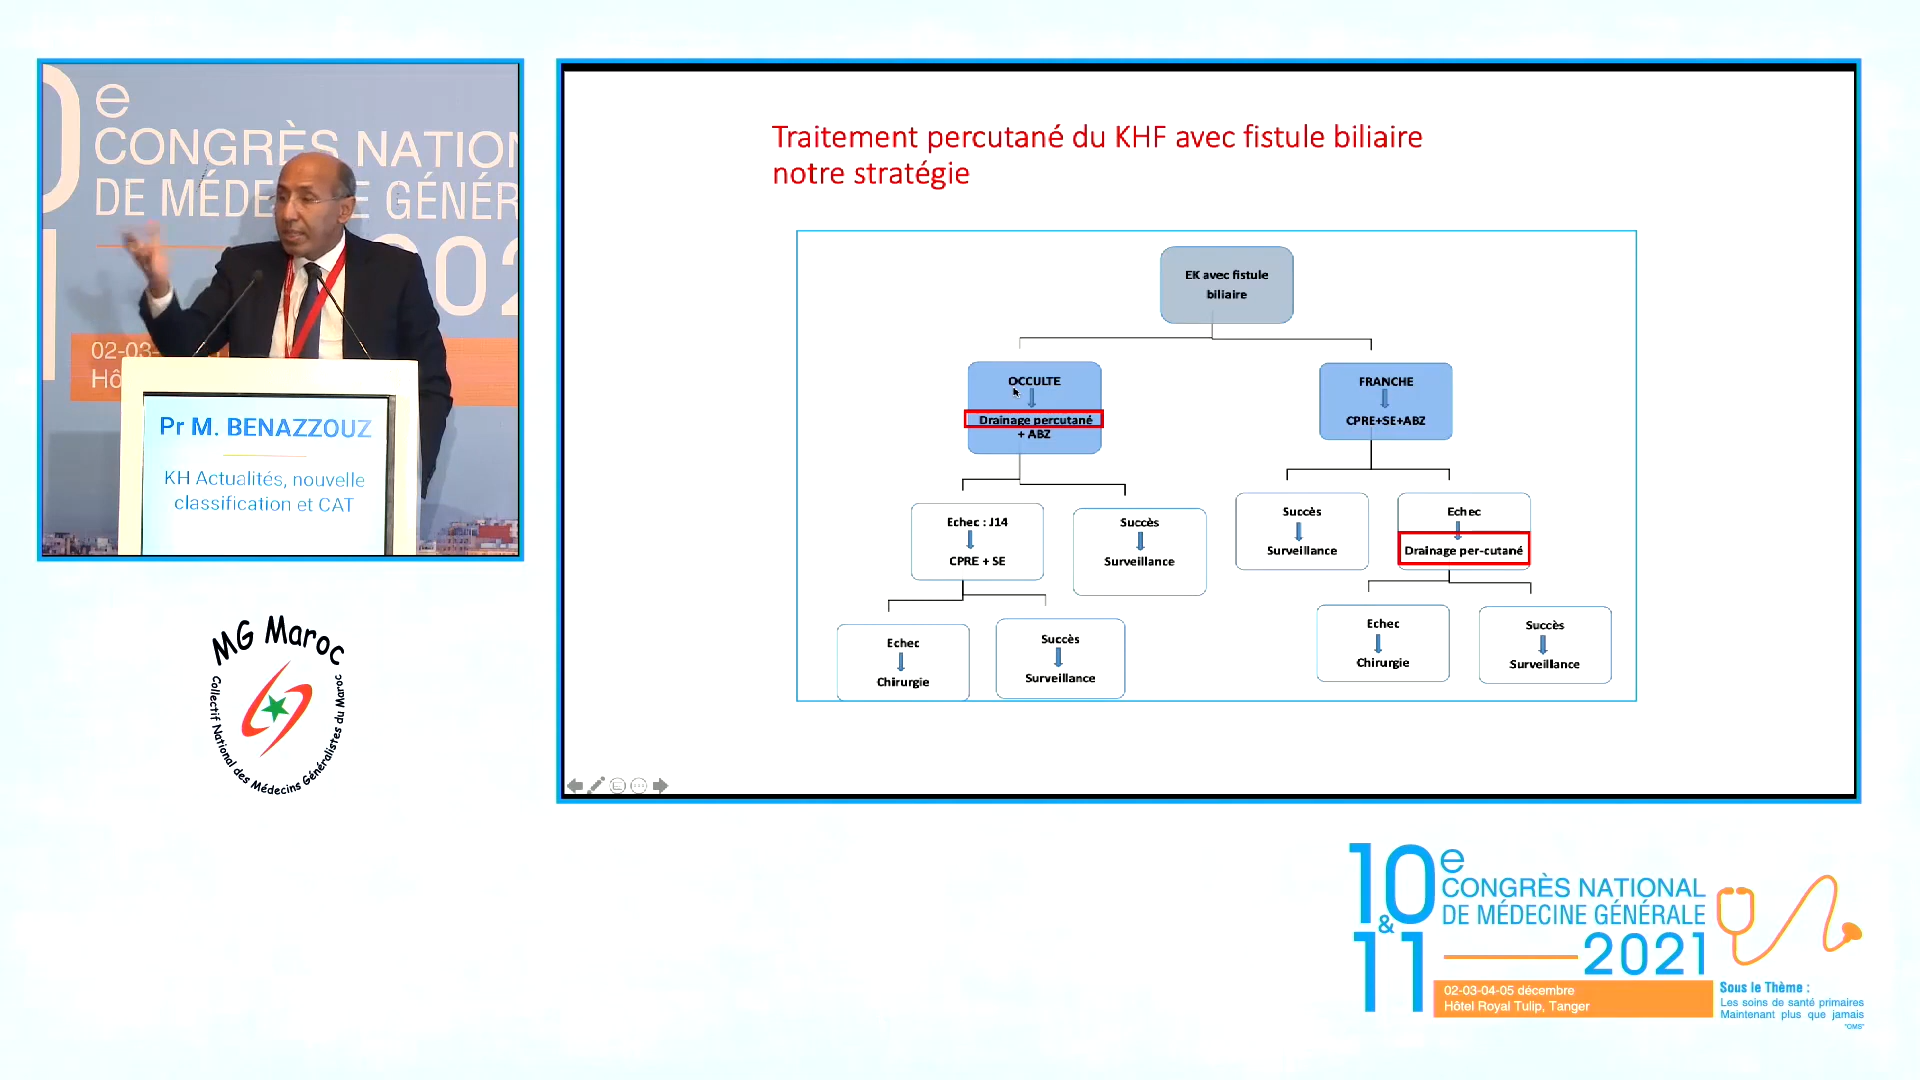 e
CONGRÈS NATION
DE MÉDE E GÉNÉR
02-03-
Hô
Pr M. BENAZZOUZ
KH Actualités, nouvelle
classification et CAT
MG Maroc
Collectif National des Médecins Généralistes du Maroc
Traitement percutané du KHF avec fistule biliaire
notre stratégie
EK avec fistule
biliaire
OCCULTE
Drainage percutané
+ ABZ
FRANCHE
CPRE+SE+ABZ
Echec : J14
CPRE + SE
Succès
Surveillance
Succès
Surveillance
Echec
Drainage per-cutané
Echec
Chirurgie
Succès
Surveillance
Echec
Chirurgie
Succès
Surveillance
10e
&
11
CONGRÈS NATIONAL
DE MÉDECINE GÉNÉRALE
2021
02-03-04-05 décembre
Hôtel Royal Tulip, Tanger
Sous le Thème :
Les soins de santé primaires
Maintenant plus que jamais
"OMS"